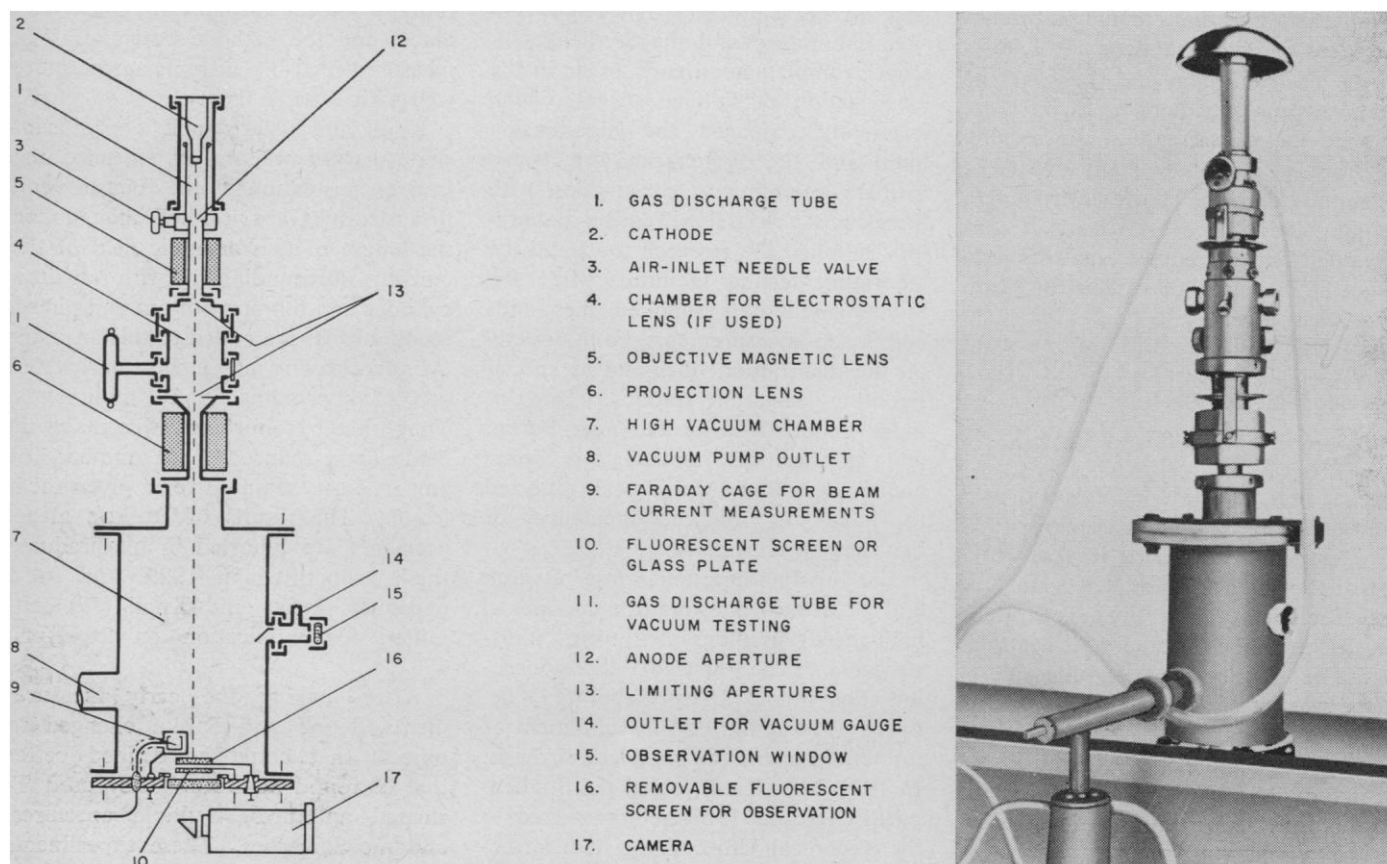 2
12
1
3
5
4
13
11
6
7
14
15
8
16
9
17
10
1. GAS DISCHARGE TUBE
2. CATHODE
3. AIR-INLET NEEDLE VALVE
4. CHAMBER FOR ELECTROSTATIC
LENS (IF USED)
5. OBJECTIVE MAGNETIC LENS
6. PROJECTION LENS
7. HIGH VACUUM CHAMBER
8. VACUUM PUMP OUTLET
9. FARADAY CAGE FOR BEAM
CURRENT MEASUREMENTS
10. FLUORESCENT SCREEN OR
GLASS PLATE
11. GAS DISCHARGE TUBE FOR
VACUUM TESTING
12. ANODE APERTURE
13. LIMITING APERTURES
14. OUTLET FOR VACUUM GAUGE
15. OBSERVATION WINDOW
16. REMOVABLE FLUORESCENT
SCREEN FOR OBSERVATION
17. CAMERA